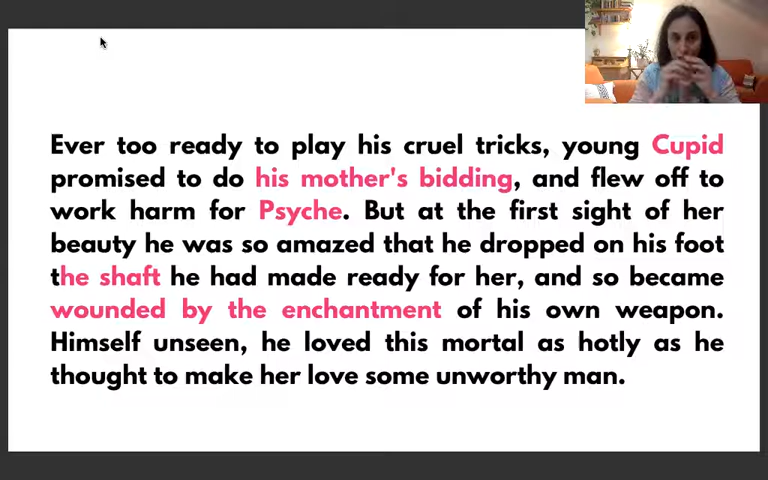 Ever too ready to play his cruel tricks, young Cupid
promised to do his mother's bidding, and flew off to
work harm for Psyche. But at the first sight of her
beauty he was so amazed that he dropped on his foot
the shaft he had made ready for her, and so became
wounded by the enchantment of his own weapon.
Himself unseen, he loved this mortal as hotly as he
thought to make her love some unworthy man.